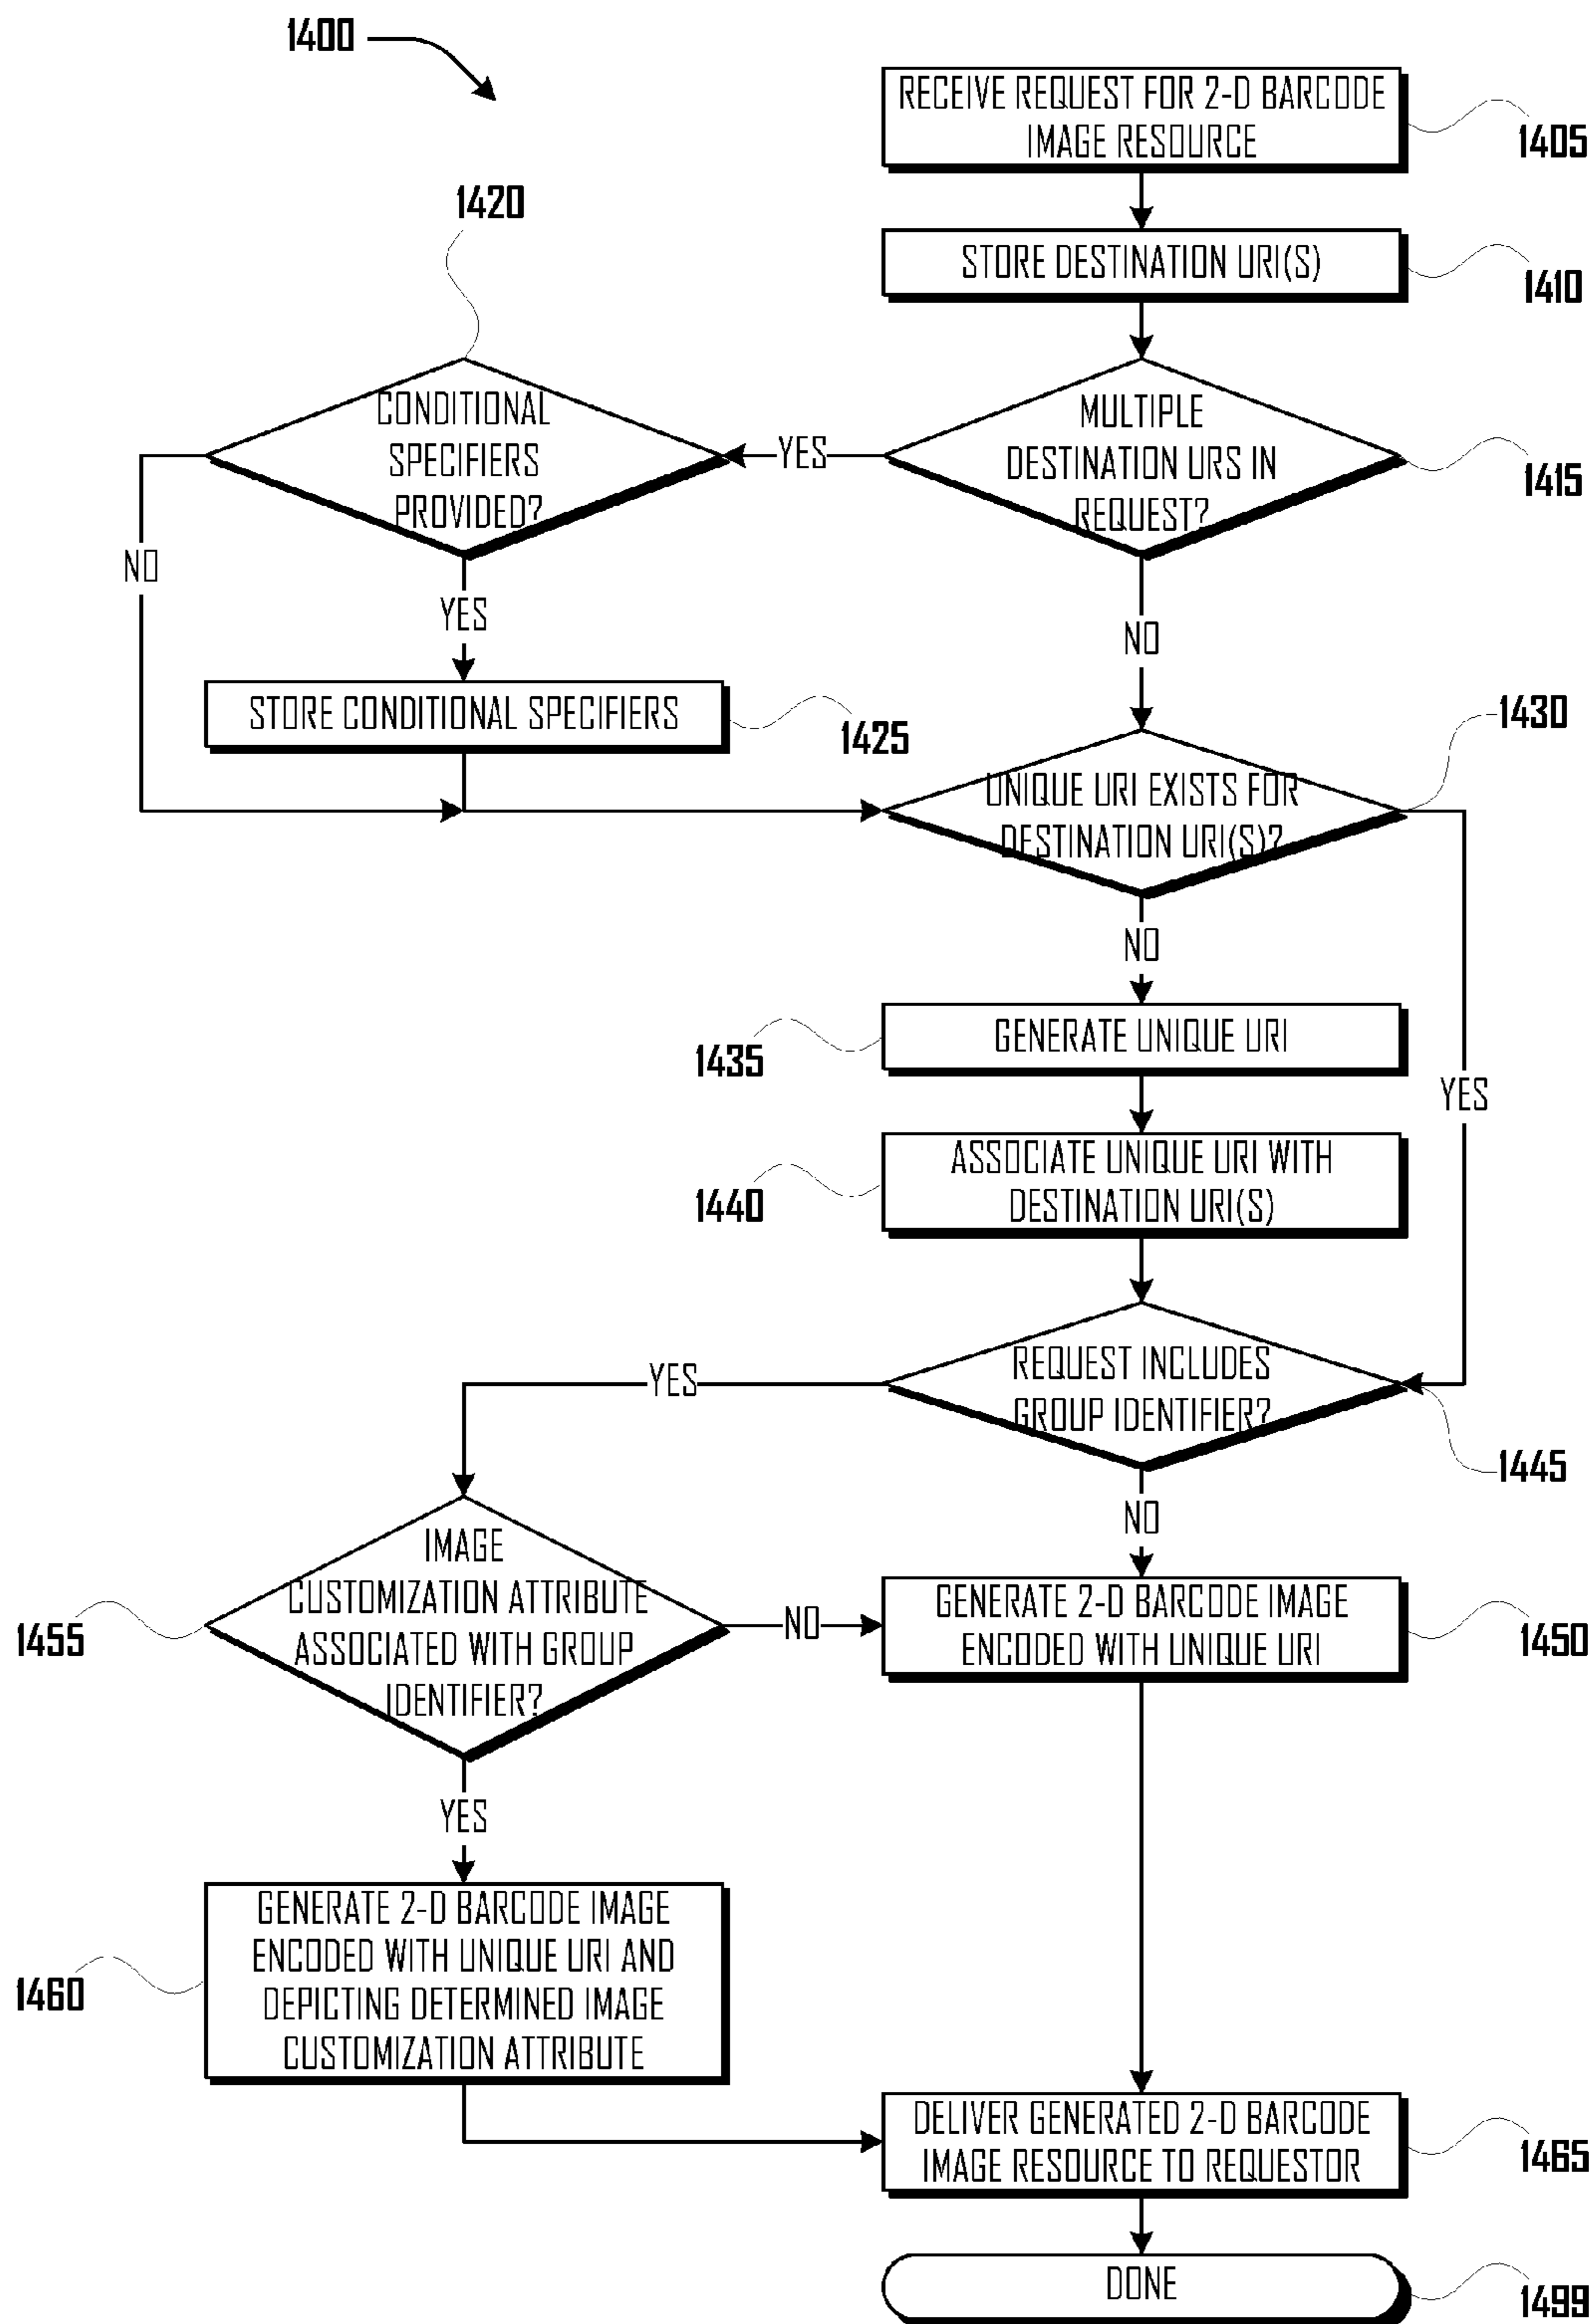 1400
RECEIVE REQUEST FOR 2-D BARCODE
IMAGE RESOURCE
1405
1420
STORE DESTINATION URI(S)
1410
CONDITIONAL
SPECIFIERS
PROVIDED?
YES
MULTIPLE
DESTINATION URS IN
REQUEST?
1415
NO
YES
NO
STORE CONDITIONAL SPECIFIERS
1425
1430
UNIQUE URI EXISTS FOR
DESTINATION URI(S)?
NO
1435
GENERATE UNIQUE URI
YES
1440
ASSOCIATE UNIQUE URI WITH
DESTINATION URI(S)
YES
REQUEST INCLUDES
GROUP IDENTIFIER?
1445
NO
1455
IMAGE
CUSTOMIZATION ATTRIBUTE
ASSOCIATED WITH GROUP
IDENTIFIER?
NO
GENERATE 2-D BARCODE IMAGE
ENCODED WITH UNIQUE URI
1450
YES
1460
GENERATE 2-D BARCODE IMAGE
ENCODED WITH UNIQUE URI AND
DEPICTING DETERMINED IMAGE
CUSTOMIZATION ATTRIBUTE
DELIVER GENERATED 2-D BARCODE
IMAGE RESOURCE TO REQUESTOR
1465
DONE
1499